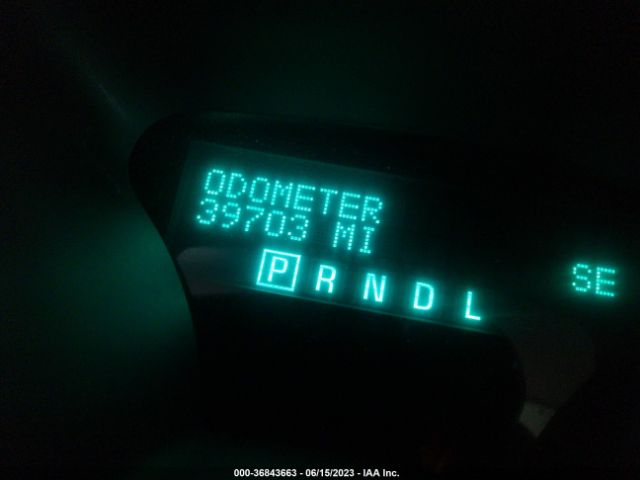 ODOMETER
39703 MI
P R N D L
SE
000-36843663 - 06/15/2023 - IAA Inc.